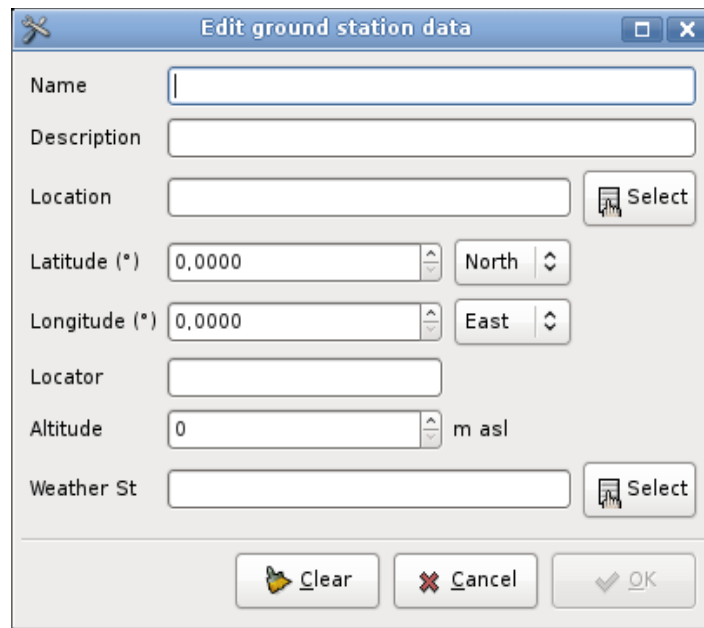 Edit ground station data
Name
Description
Location Select
Latitude (°) 0,0000 North
Longitude (°) 0,0000 East
Locator
Altitude 0 m asl
Weather St Select
Clear Cancel OK